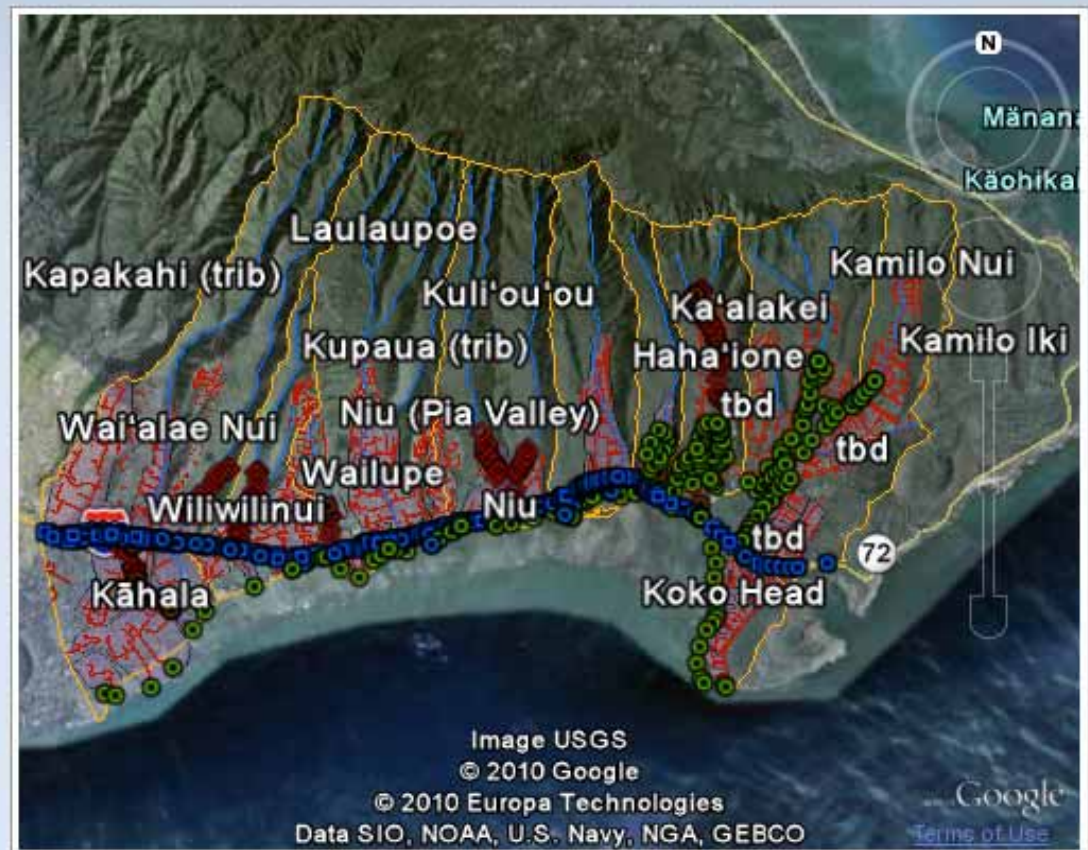 N
Mānana
Kāohikai
Laulaupoe
Kapakahi (trib)
Kamilo Nui
Kuli‘ou‘ou
Ka‘alakei
Kupaua (trib)
Haha‘ione
Kamilo Iki
Niu (Pia Valley)
tbd
Wai‘alae Nui
Wailupe
tbd
Wiliwilinui
Niu
tbd
72
Kāhala
Koko Head
Image USGS
© 2010 Google
© 2010 Europa Technologies
Data SIO, NOAA, U.S. Navy, NGA, GEBCO
Google
Terms of Use